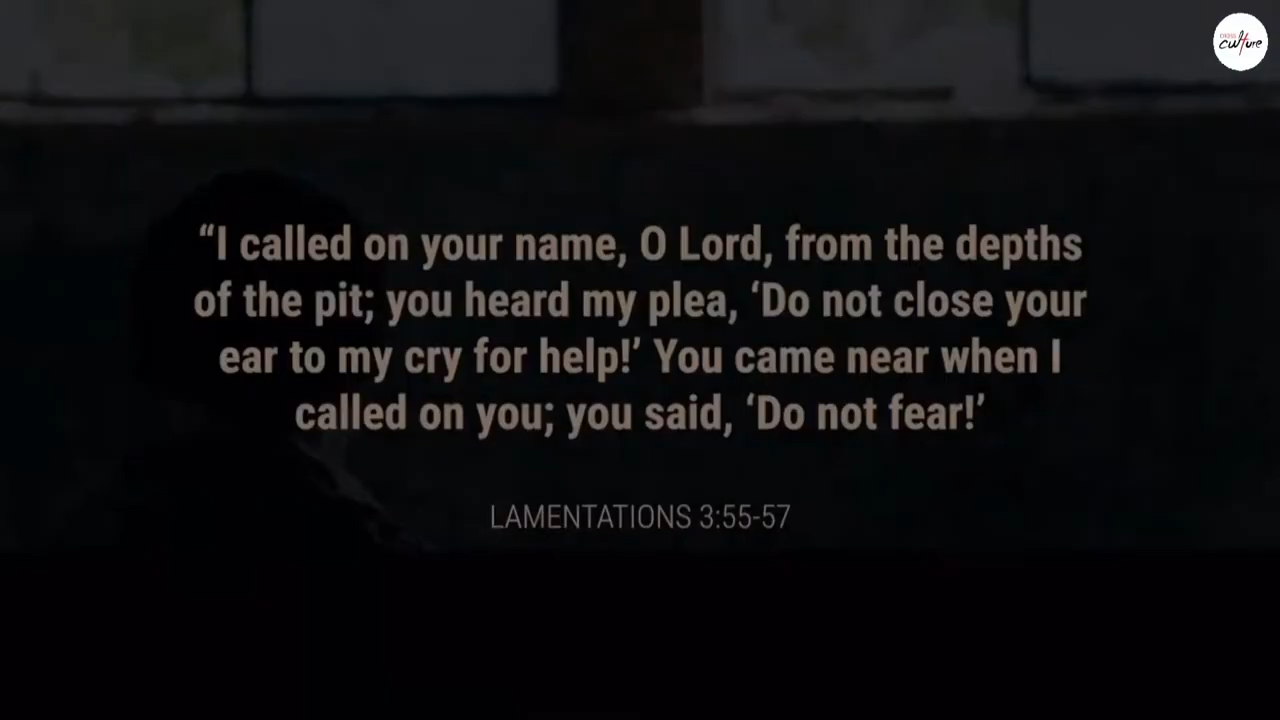 CROSS
culture
“I called on your name, O Lord, from the depths
of the pit; you heard my plea, ‘Do not close your
ear to my cry for help!’ You came near when I
called on you; you said, ‘Do not fear!’
LAMENTATIONS 3:55-57